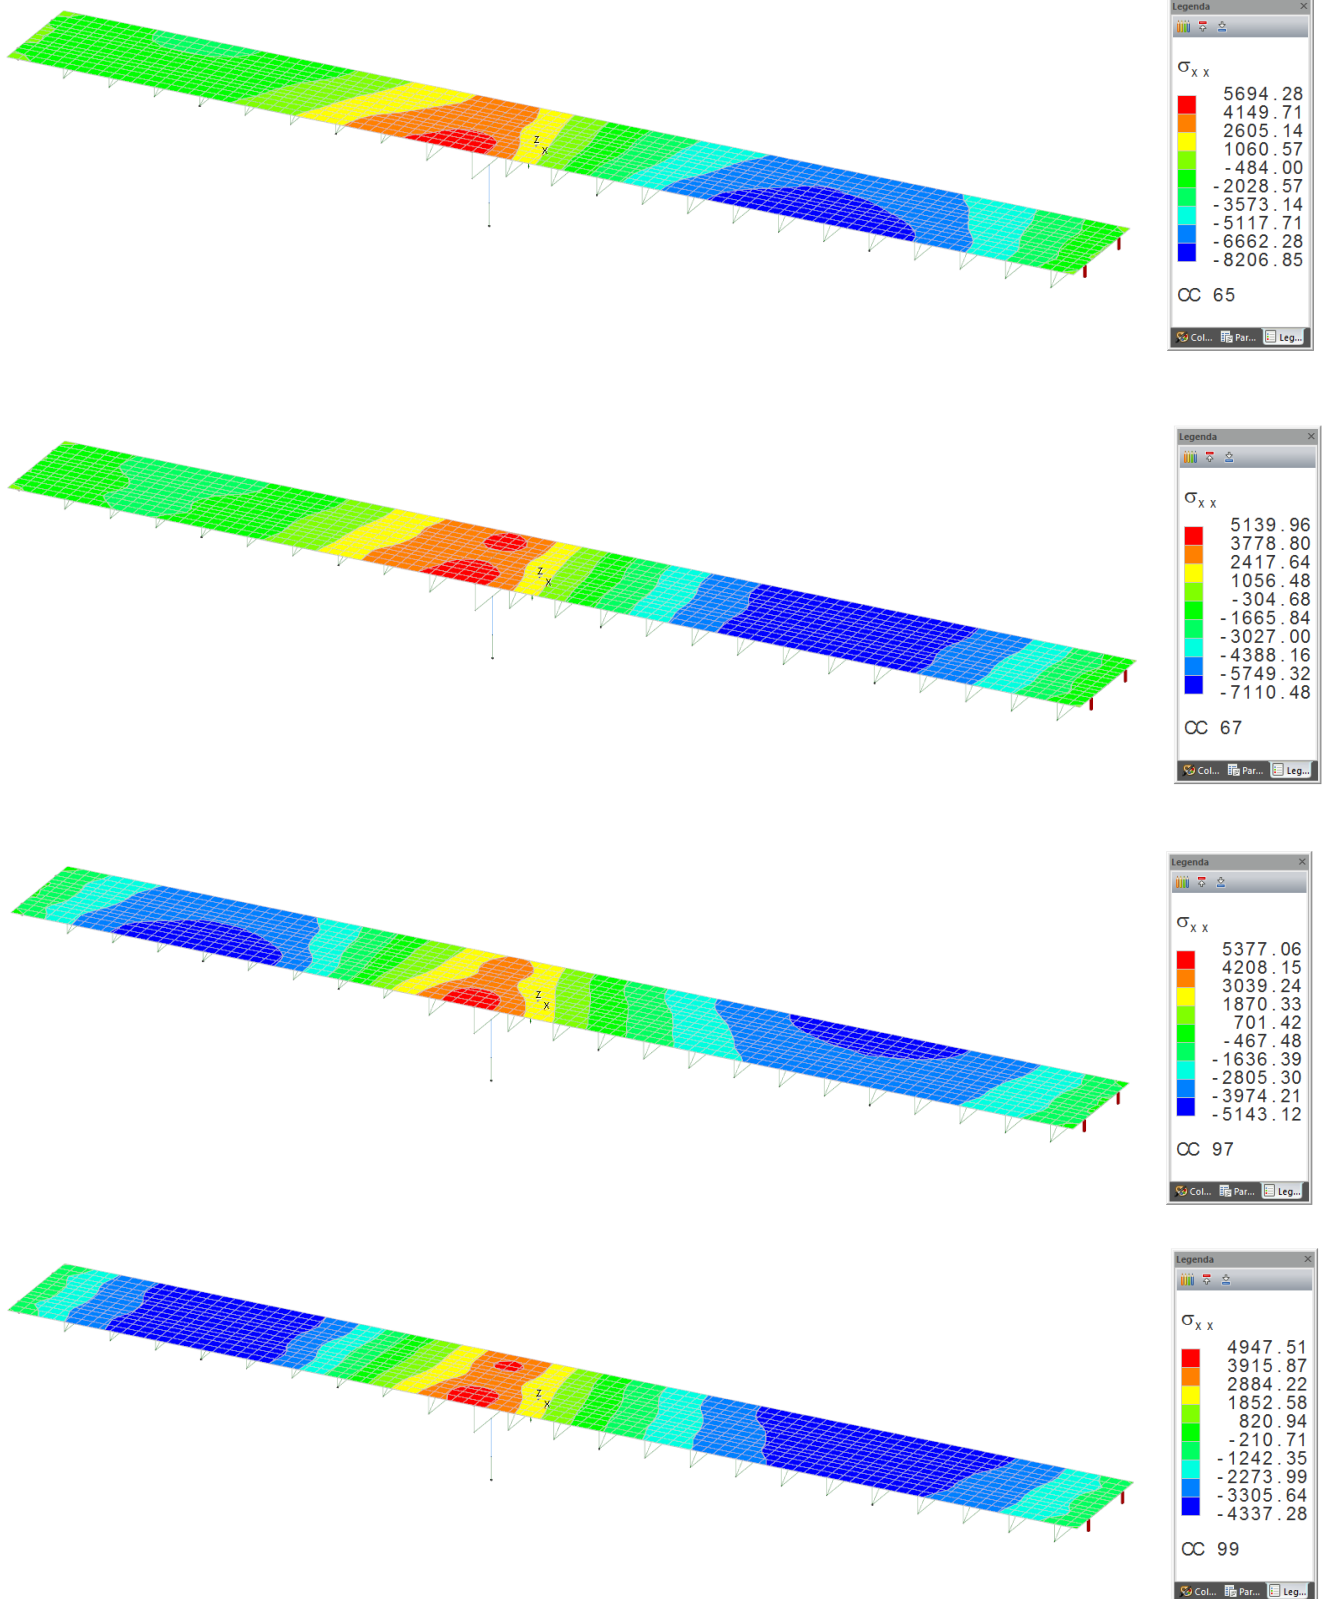 Legenda
σx x
5694.28
4149.71
2605.14
1060.57
-484.00
-2028.57
-3573.14
-5117.71
-6662.28
-8206.85
CC 65
Col... Par... Leg...
Z
X
Legenda
σx x
5139.96
3778.80
2417.64
1056.48
-304.68
-1665.84
-3027.00
-4388.16
-5749.32
-7110.48
CC 67
Col... Par... Leg...
Z
X
Legenda
σx x
5377.06
4208.15
3039.24
1870.33
701.42
-467.48
-1636.39
-2805.30
-3974.21
-5143.12
CC 97
Col... Par... Leg...
Z
X
Legenda
σx x
4947.51
3915.87
2884.22
1852.58
820.94
-210.71
-1242.35
-2273.99
-3305.64
-4337.28
CC 99
Col... Par... Leg...
Z
X